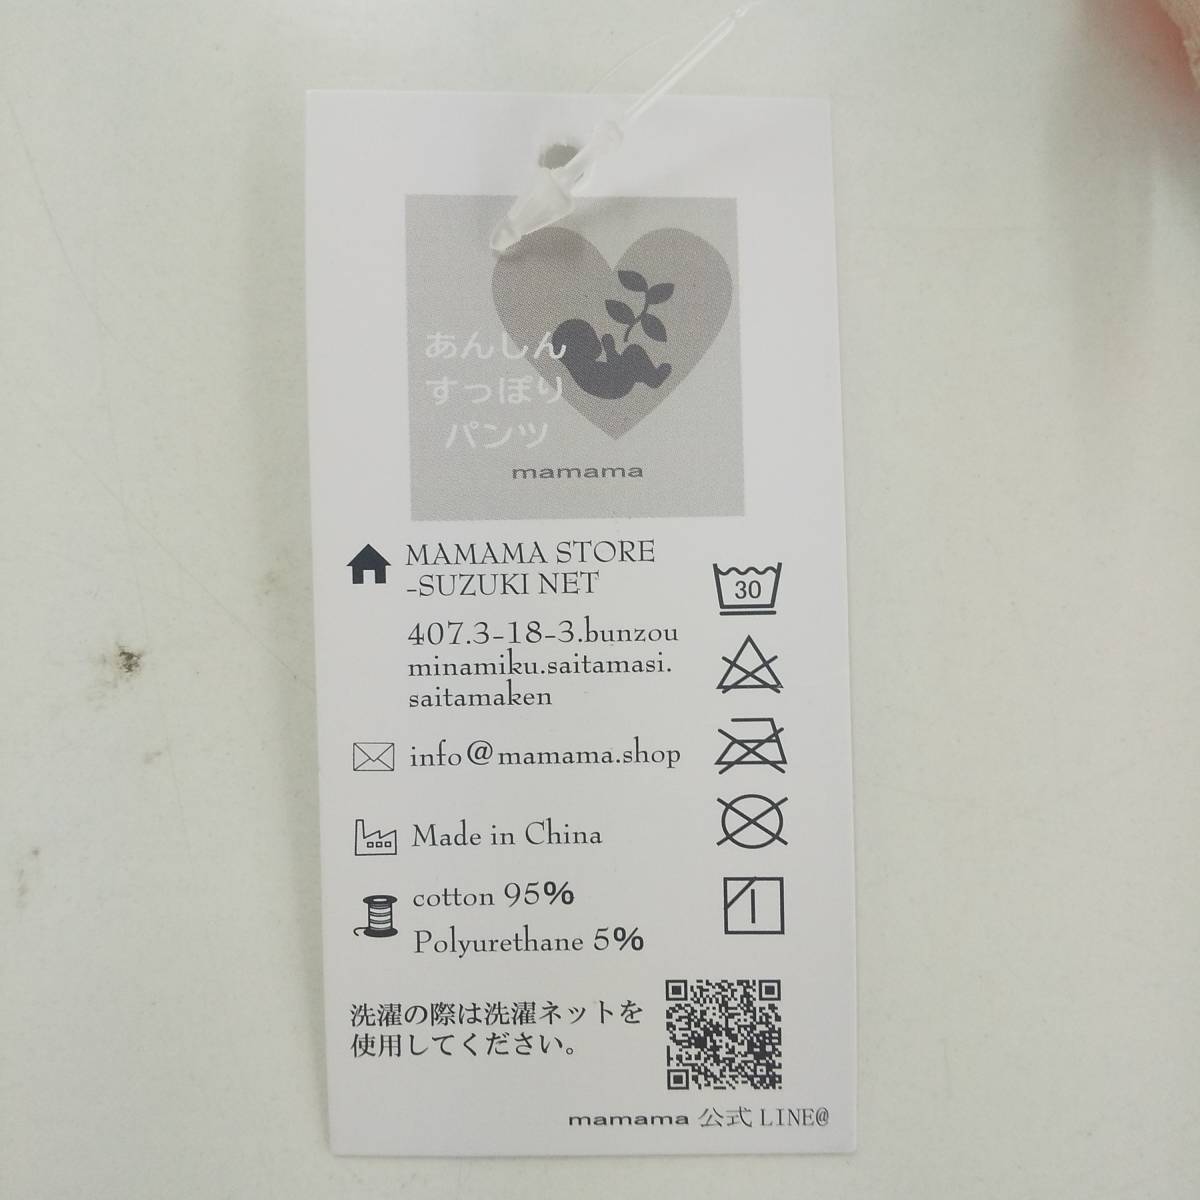 あんしん
すっぽり
パンツ
mamama
MAMAMA STORE
-SUZUKI NET
407.3-18-3.bunzou
minamiku.saitamasi.
saitamaken
info@mamama.shop
Made in China
cotton 95%
Polyurethane 5%
30
洗濯の際は洗濯ネットを
使用してください。
mamama 公式 LINE@